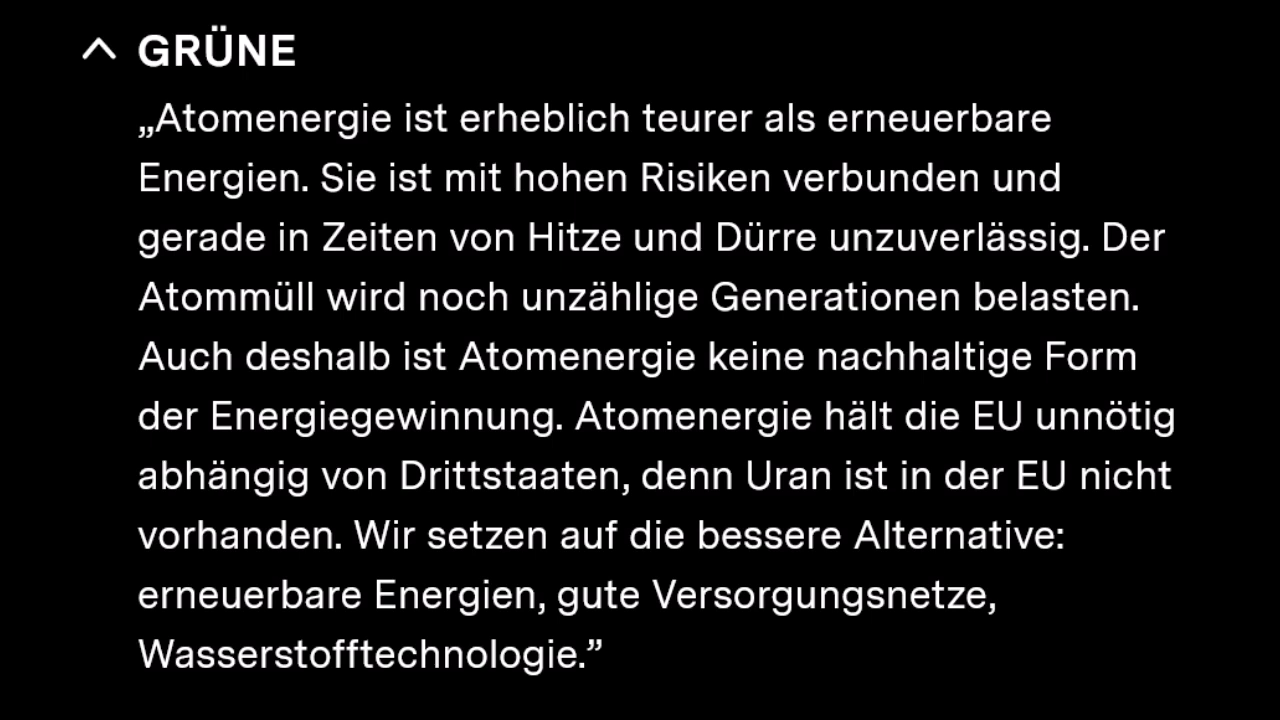 GRÜNE
„Atomenergie ist erheblich teurer als erneuerbare
Energien. Sie ist mit hohen Risiken verbunden und
gerade in Zeiten von Hitze und Dürre unzuverlässig. Der
Atommüll wird noch unzählige Generationen belasten.
Auch deshalb ist Atomenergie keine nachhaltige Form
der Energiegewinnung. Atomenergie hält die EU unnötig
abhängig von Drittstaaten, denn Uran ist in der EU nicht
vorhanden. Wir setzen auf die bessere Alternative:
erneuerbare Energien, gute Versorgungsnetze,
Wasserstofftechnologie.”